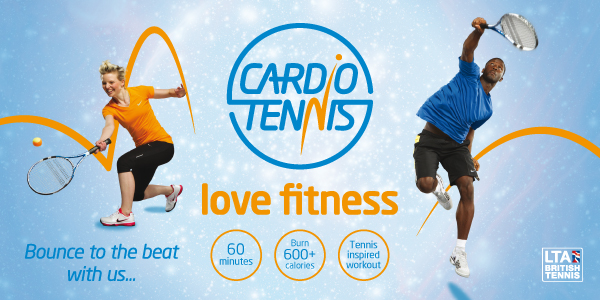 CARDIO
TENNIS
love fitness
Bounce to the beat
with us...
60
minutes
Burn
600+
calories
Tennis
inspired
workout
LTA
BRITISH
TENNIS